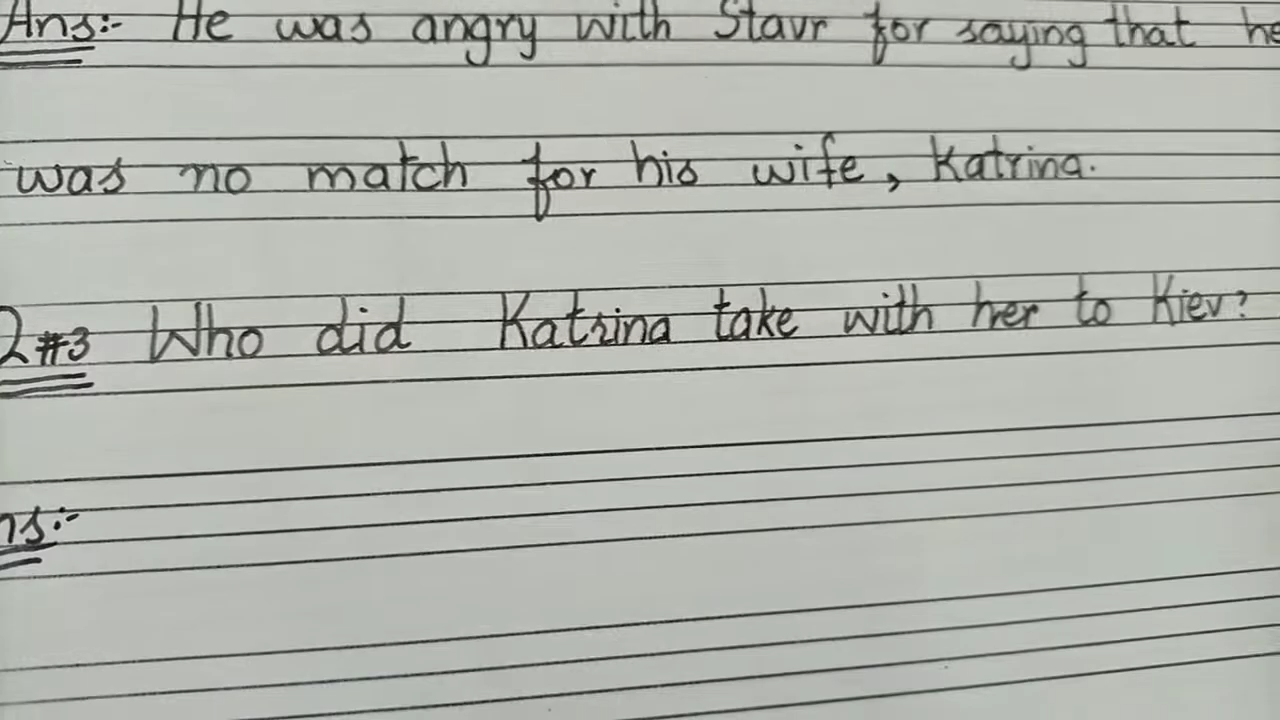 Ans:- He was angry with Stavr for saying that he
was no match for his wife, Katrina.
Q#3 Who did Katrina take with her to Kiev?
ns:-